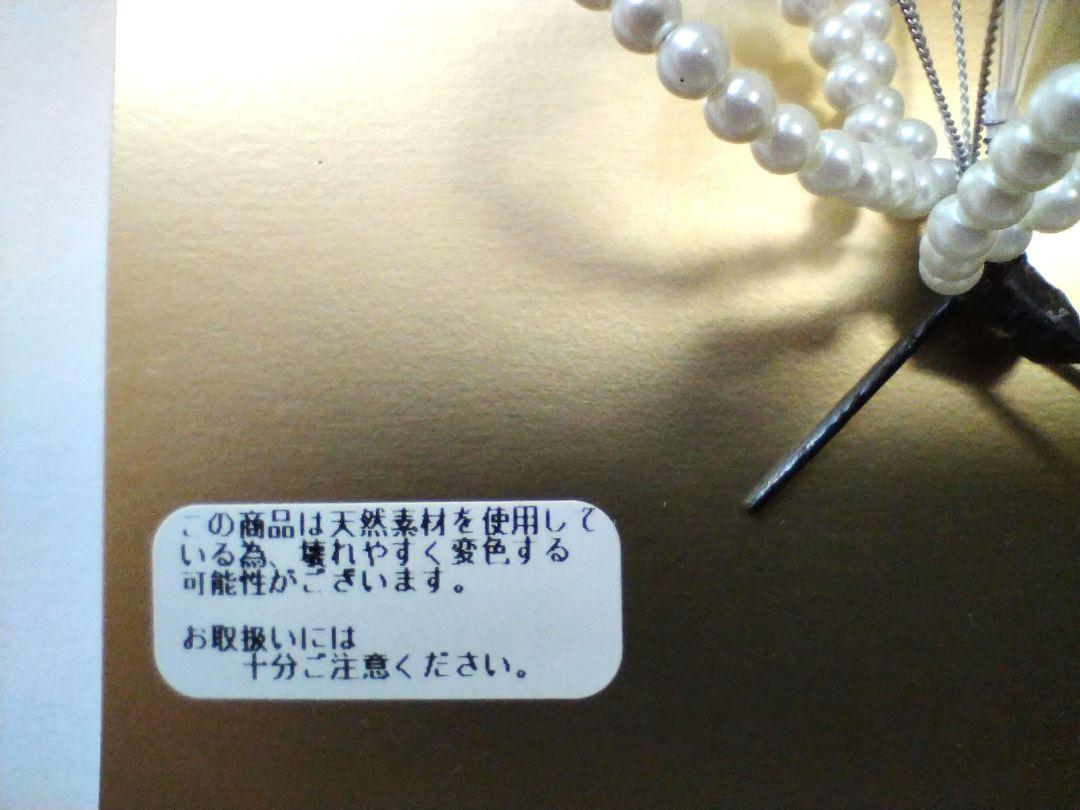 この商品は天然素材を使用して
いる為、壊れやすく変色する
可能性がございます。
お取扱いには
十分ご注意ください。